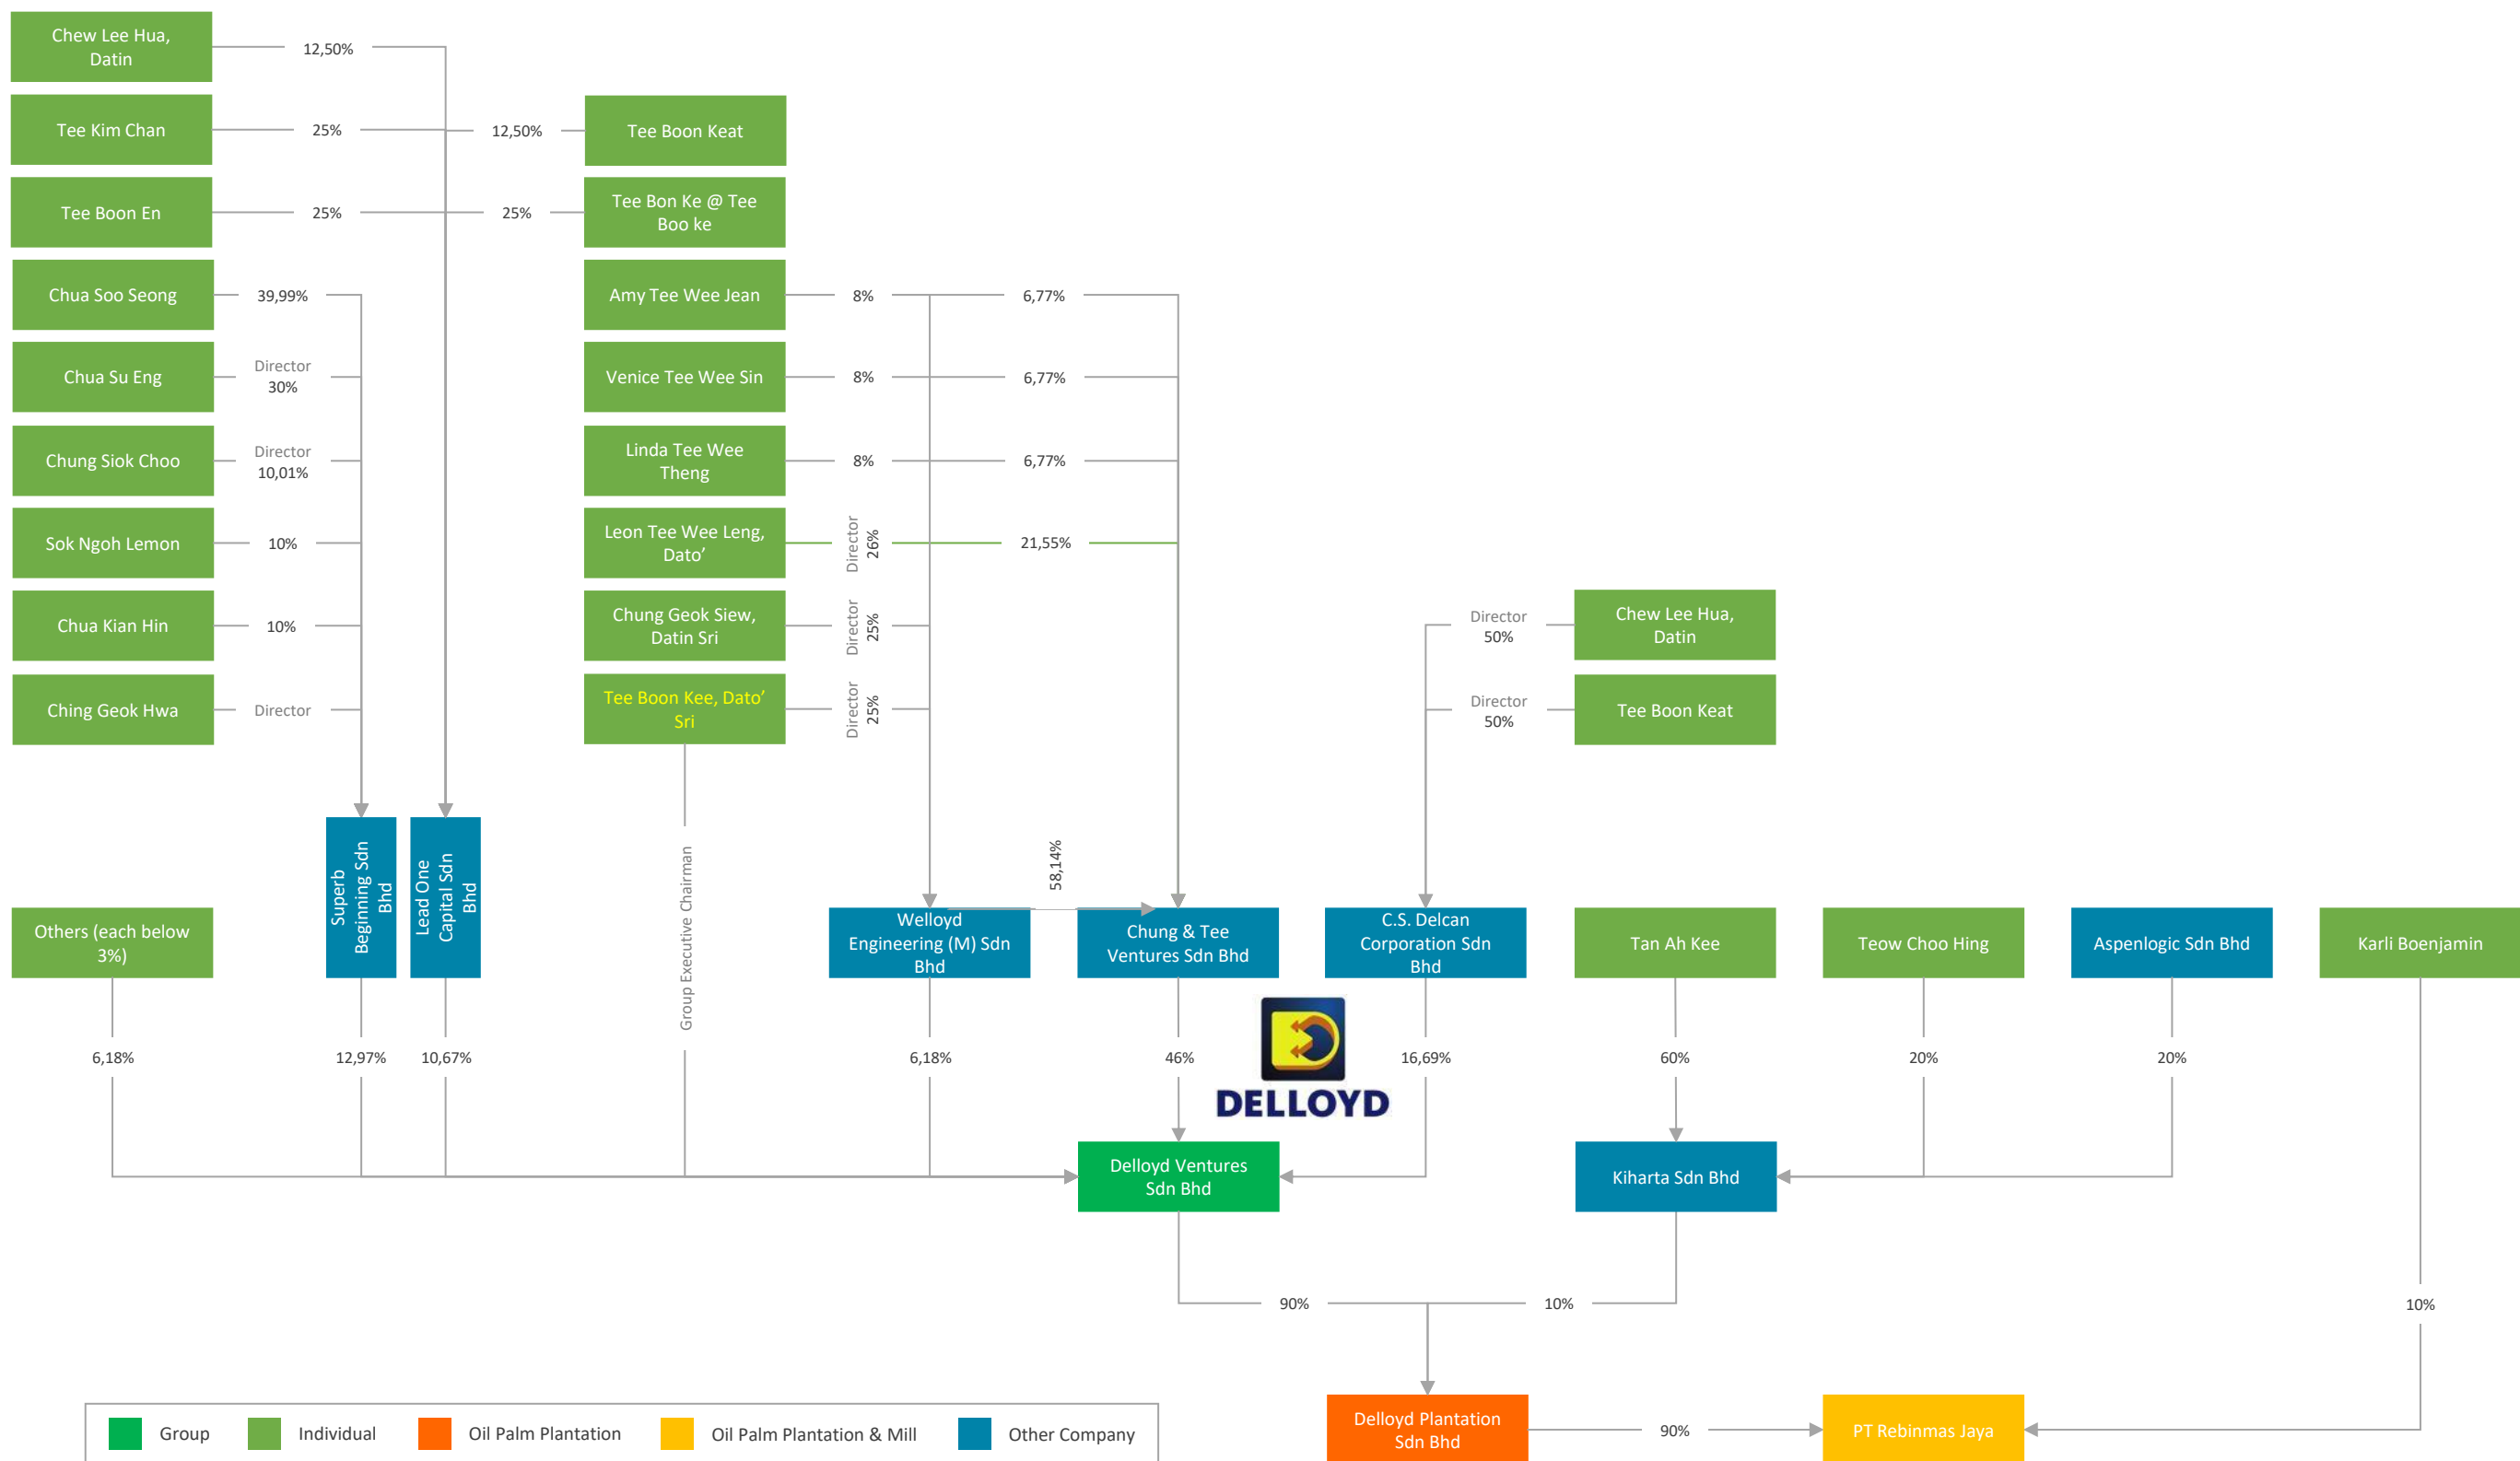 Chew Lee Hua,
Datin
12,50%
Tee Kim Chan
25%
12,50%
Tee Boon Keat
Tee Boon En
25%
25%
Tee Bon Ke @ Tee
Boo ke
Chua Soo Seong
39,99%
Amy Tee Wee Jean
8%
6,77%
Chua Su Eng
Director
30%
Venice Tee Wee Sin
8%
6,77%
Chung Siok Choo
Director
10,01%
Linda Tee Wee
Theng
8%
6,77%
Sok Ngoh Lemon
10%
Leon Tee Wee Leng,
Dato’
Director
26%
21,55%
Chua Kian Hin
10%
Chung Geok Siew,
Datin Sri
Director
25%
Director
50%
Chew Lee Hua,
Datin
Ching Geok Hwa
Director
Tee Boon Kee, Dato’
Sri
Director
25%
Director
50%
Tee Boon Keat
Others (each below
3%)
Superb
Beginning Sdn
Bhd
Lead One
Capital Sdn
Bhd
Group Executive Chairman
Welloyd
Engineering (M) Sdn
Bhd
58,14%
Chung & Tee
Ventures Sdn Bhd
C.S. Delcan
Corporation Sdn
Bhd
Tan Ah Kee
Teow Choo Hing
Aspenlogic Sdn Bhd
Karli Boenjamin
6,18%
12,97%
10,67%
6,18%
46%
16,69%
60%
20%
20%
DELLOYD
Delloyd Ventures
Sdn Bhd
Kiharta Sdn Bhd
90%
10%
10%
Group
Individual
Oil Palm Plantation
Oil Palm Plantation & Mill
Other Company
Delloyd Plantation
Sdn Bhd
90%
PT Rebinmas Jaya